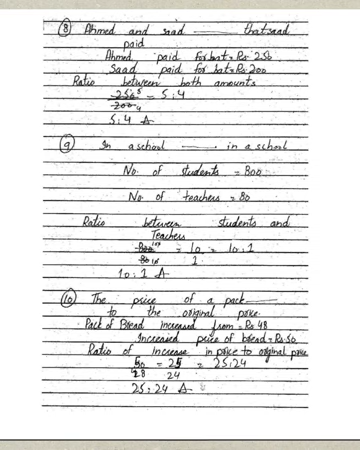 ⑧ Ahmed and saad ——— that saad
paid
Ahmed paid for bat = Rs 250
Saad paid for bat = Rs 200
Ratio between both amounts
250 5 = 5:4
200 4
5:4 A
⑨ In a school ——— in a school
No. of students = 800
No of teachers = 80
Ratio between students and
Teachers
800 = 10 = 10:1
80 1
10:1 A
⑩ The price of a pack ———
to the original price.
Pack of Bread increased from = Rs 48
Increased price of bread = Rs 50
Ratio of Increase in price to original price
50 = 25 = 25:24
48 24
25:24 A